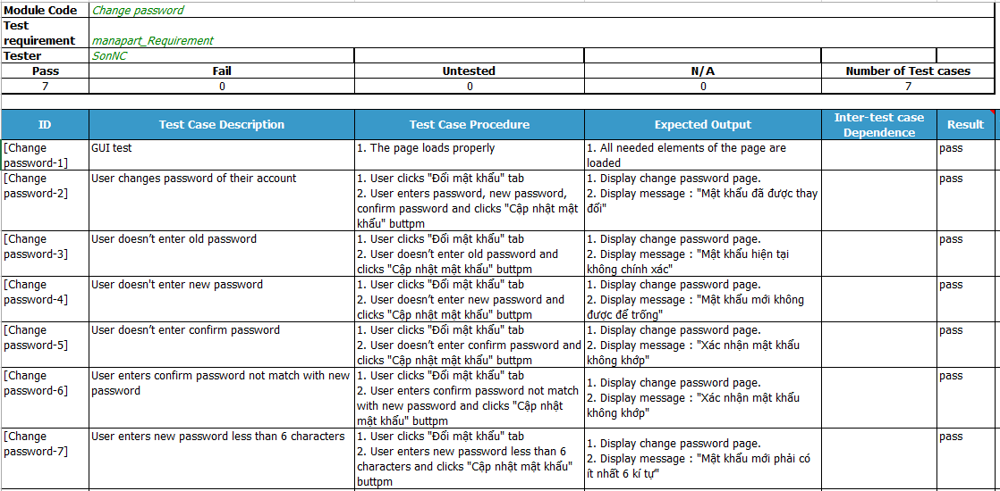 Module Code Change password
Test requirement manapart_Requirement
Tester SonNC
Pass Fail Untested N/A Number of Test cases
7 0 0 0 7
ID Test Case Description Test Case Procedure Expected Output Inter-test case Dependence Result
[Change password-1] GUI test 1. The page loads properly 1. All needed elements of the page are loaded pass
[Change password-2] User changes password of their account 1. User clicks "Đổi mật khẩu" tab
2. User enters password, new password, confirm password and clicks "Cập nhật mật khẩu" buttpm 1. Display change password page.
2. Display message : "Mật khẩu đã được thay đổi" pass
[Change password-3] User doesn’t enter old password 1. User clicks "Đổi mật khẩu" tab
2. User doesn’t enter old password and clicks "Cập nhật mật khẩu" buttpm 1. Display change password page.
2. Display message : "Mật khẩu hiện tại không chính xác" pass
[Change password-4] User doesn't enter new password 1. User clicks "Đổi mật khẩu" tab
2. User doesn’t enter new password and clicks "Cập nhật mật khẩu" buttpm 1. Display change password page.
2. Display message : "Mật khẩu mới không được để trống" pass
[Change password-5] User doesn’t enter confirm password 1. User clicks "Đổi mật khẩu" tab
2. User doesn’t enter confirm password and clicks "Cập nhật mật khẩu" buttpm 1. Display change password page.
2. Display message : "Xác nhận mật khẩu không khớp" pass
[Change password-6] User enters confirm password not match with new password 1. User clicks "Đổi mật khẩu" tab
2. User enters confirm password not match with new password and clicks "Cập nhật mật khẩu" buttpm 1. Display change password page.
2. Display message : "Xác nhận mật khẩu không khớp" pass
[Change password-7] User enters new password less than 6 characters 1. User clicks "Đổi mật khẩu" tab
2. User enters new password less than 6 characters and clicks "Cập nhật mật khẩu" buttpm 1. Display change password page.
2. Display message : "Mật khẩu mới phải có ít nhất 6 kí tự" pass